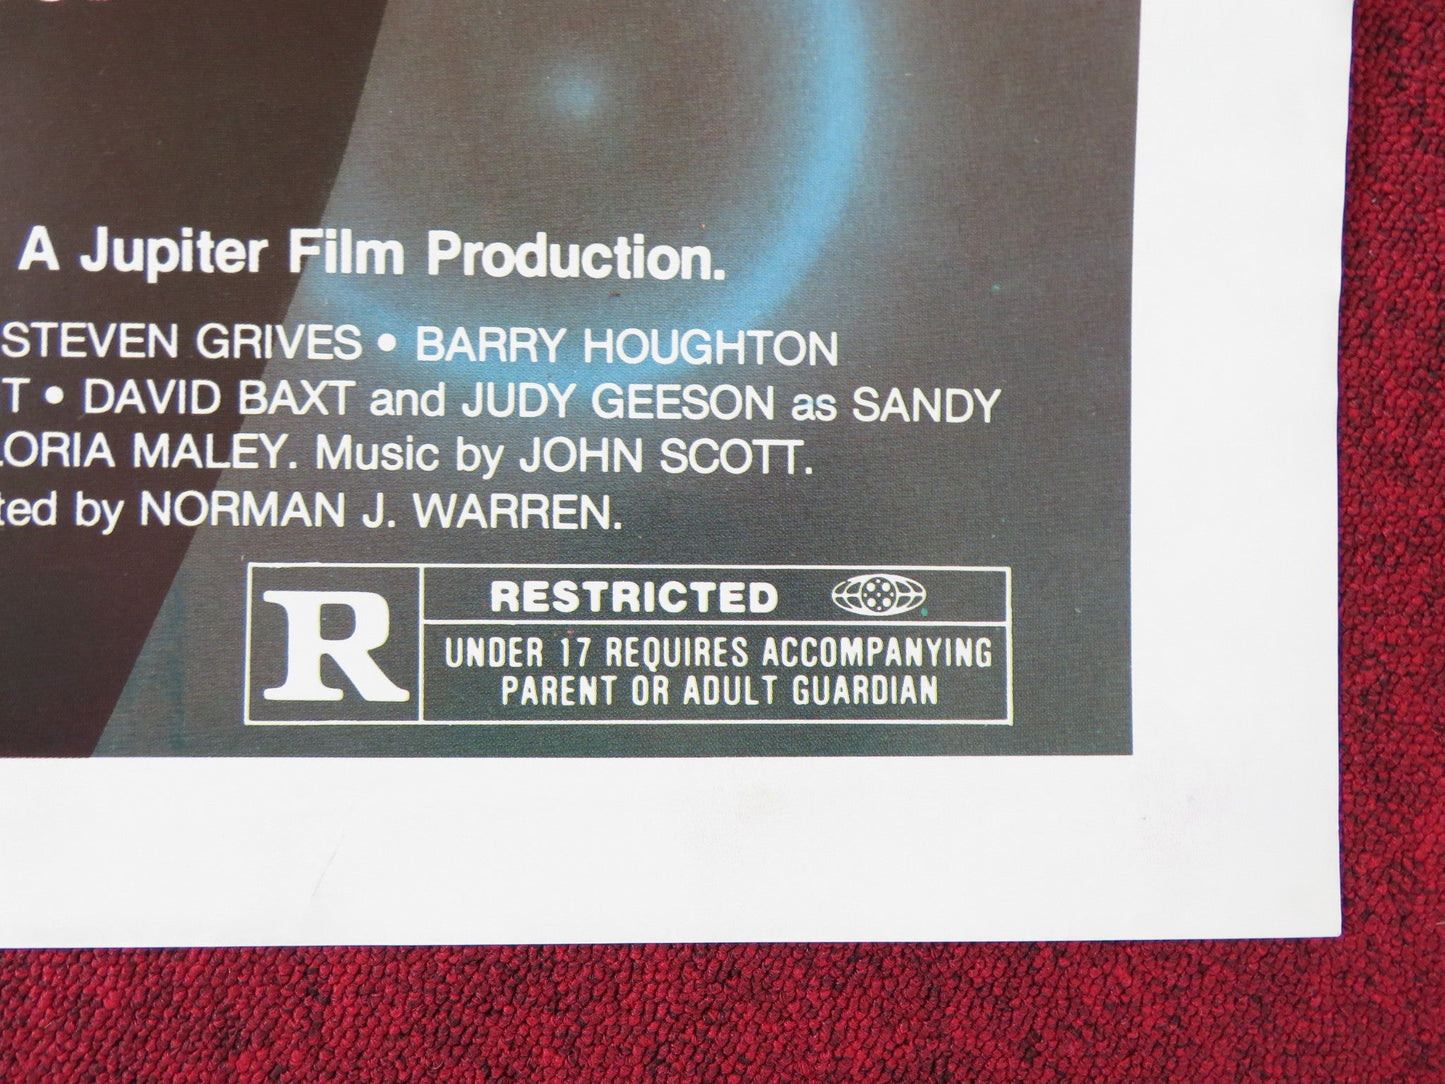 A Jupiter Film Production.
STEVEN GRIVES • BARRY HOUGHTON
T • DAVID BAXT and JUDY GEESON as SANDY
LORIA MALEY. Music by JOHN SCOTT.
ted by NORMAN J. WARREN.
R
RESTRICTED
UNDER 17 REQUIRES ACCOMPANYING
PARENT OR ADULT GUARDIAN